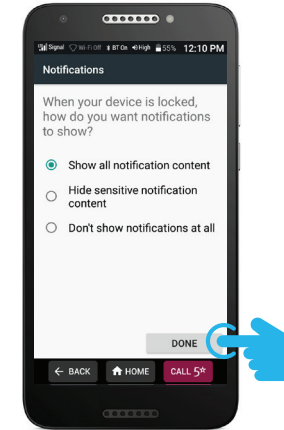 Signal Wi-Fi Off BT On High 55% 12:10 PM
Notifications
When your device is locked,
how do you want notifications
to show?
Show all notification content
Hide sensitive notification
content
Don't show notifications at all
DONE
BACK HOME CALL 5*